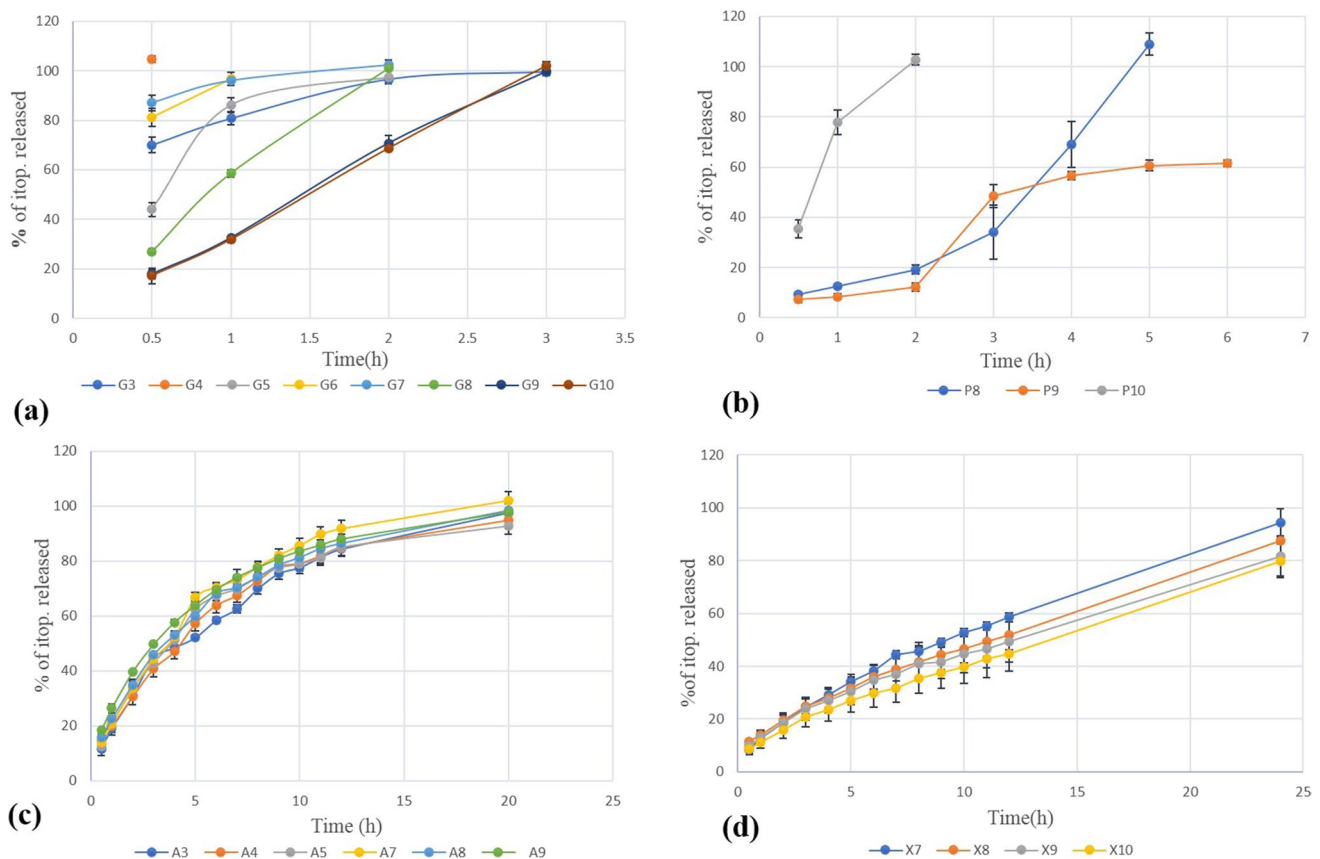 120
100
80
60
40
20
0
% of itop. released
0 0.5 1 1.5 2 2.5 3 3.5
Time(h)
G3 G4 G5 G6 G7 G8 G9 G10
(a)
120
100
80
60
40
20
0
% of itop. released
0 1 2 3 4 5 6 7
Time (h)
P8 P9 P10
(b)
120
100
80
60
40
20
0
% of itop. released
0 5 10 15 20 25
Time (h)
A3 A4 A5 A7 A8 A9
(c)
120
100
80
60
40
20
0
%of itop. released
0 5 10 15 20 25
Time(h)
X7 X8 X9 X10
(d)